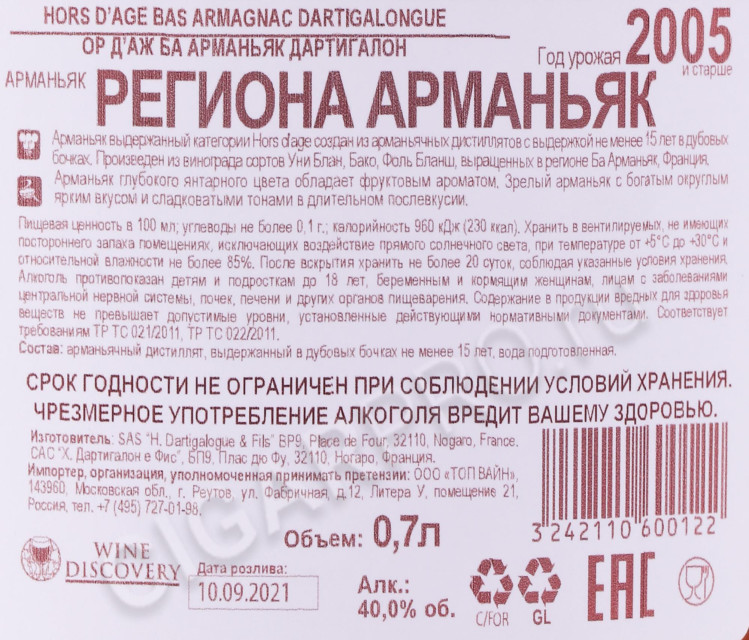 HORS D'AGE BAS ARMAGNAC DARTIGALONGUE
ОР Д'АЖ БА АРМАНЬЯК ДАРТИГАЛОН
Год урожая 2005
и старше
АРМАНЬЯК РЕГИОНА АРМАНЬЯК
Арманьяк выдержанный категории Hors d'age создан из арманьячных дистиллятов с выдержкой не менее 15 лет в дубовых
бочках. Произведен из винограда сортов Уни Блан, Бако, Фоль Бланш, выращенных в регионе Ба Арманьяк, Франция.
Арманьяк глубокого янтарного цвета обладает фруктовым ароматом. Зрелый арманьяк с богатым округлым
ярким вкусом и сладковатыми тонами в длительном послевкусии.
Пищевая ценность в 100 мл; углеводы не более 0,1 г.; калорийность 960 кДж (230 ккал). Хранить в вентилируемых, не имеющих
постороннего запаха помещениях, исключающих воздействие прямого солнечного света, при температуре от +5°C до +30°C и
относительной влажности не более 85%. После вскрытия хранить не более 20 суток, соблюдая указанные условия хранения.
Алкоголь противопоказан детям и подросткам до 18 лет, беременным и кормящим женщинам, лицам с заболеваниями
центральной нервной системы, почек, печени и других органов пищеварения. Содержание в продукции вредных для здоровья
веществ не превышает допустимые уровни, установленные действующими нормативными документами. Соответствует
требованиям ТР ТС 021/2011, ТР ТС 022/2011.
Состав: арманьячный дистиллят, выдержанный в дубовых бочках не менее 15 лет, вода подготовленная.
СРОК ГОДНОСТИ НЕ ОГРАНИЧЕН ПРИ СОБЛЮДЕНИИ УСЛОВИЙ ХРАНЕНИЯ.
ЧРЕЗМЕРНОЕ УПОТРЕБЛЕНИЕ АЛКОГОЛЯ ВРЕДИТ ВАШЕМУ ЗДОРОВЬЮ.
Изготовитель: SAS "H. Dartigalogue & Fils" BP9, Place de Four, 32110, Nogaro, France.
САС "Х. Дартигалон е Фис", БП9, Плас дю Фу, 32110, Ногаро, Франция.
Импортер, организация, уполномоченная принимать претензии: ООО «ТОП ВАЙН»,
143960, Московская обл., г. Реутов, ул. Фабричная, д.12, Литера У, помещение 21,
Россия, тел. +7 (495) 727-01-98.
3 242110 600122
Объем: 0,7л
WINE
DISCOVERY
Дата розлива:
10.09.2021
Алк.:
40,0% об.
C/FOR
GL
EAC
CIGARPRO.ru